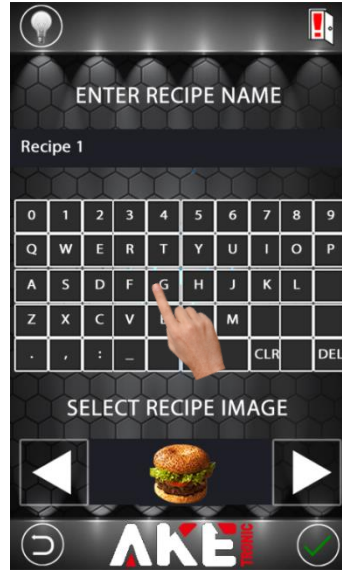 ENTER RECIPE NAME
Recipe 1
0 1 2 3 4 5 6 7 8 9
Q W E R T Y U I O P
A S D F G H J K L
Z X C V M
. , : _ CLR DEL
SELECT RECIPE IMAGE
AKE TRONIC